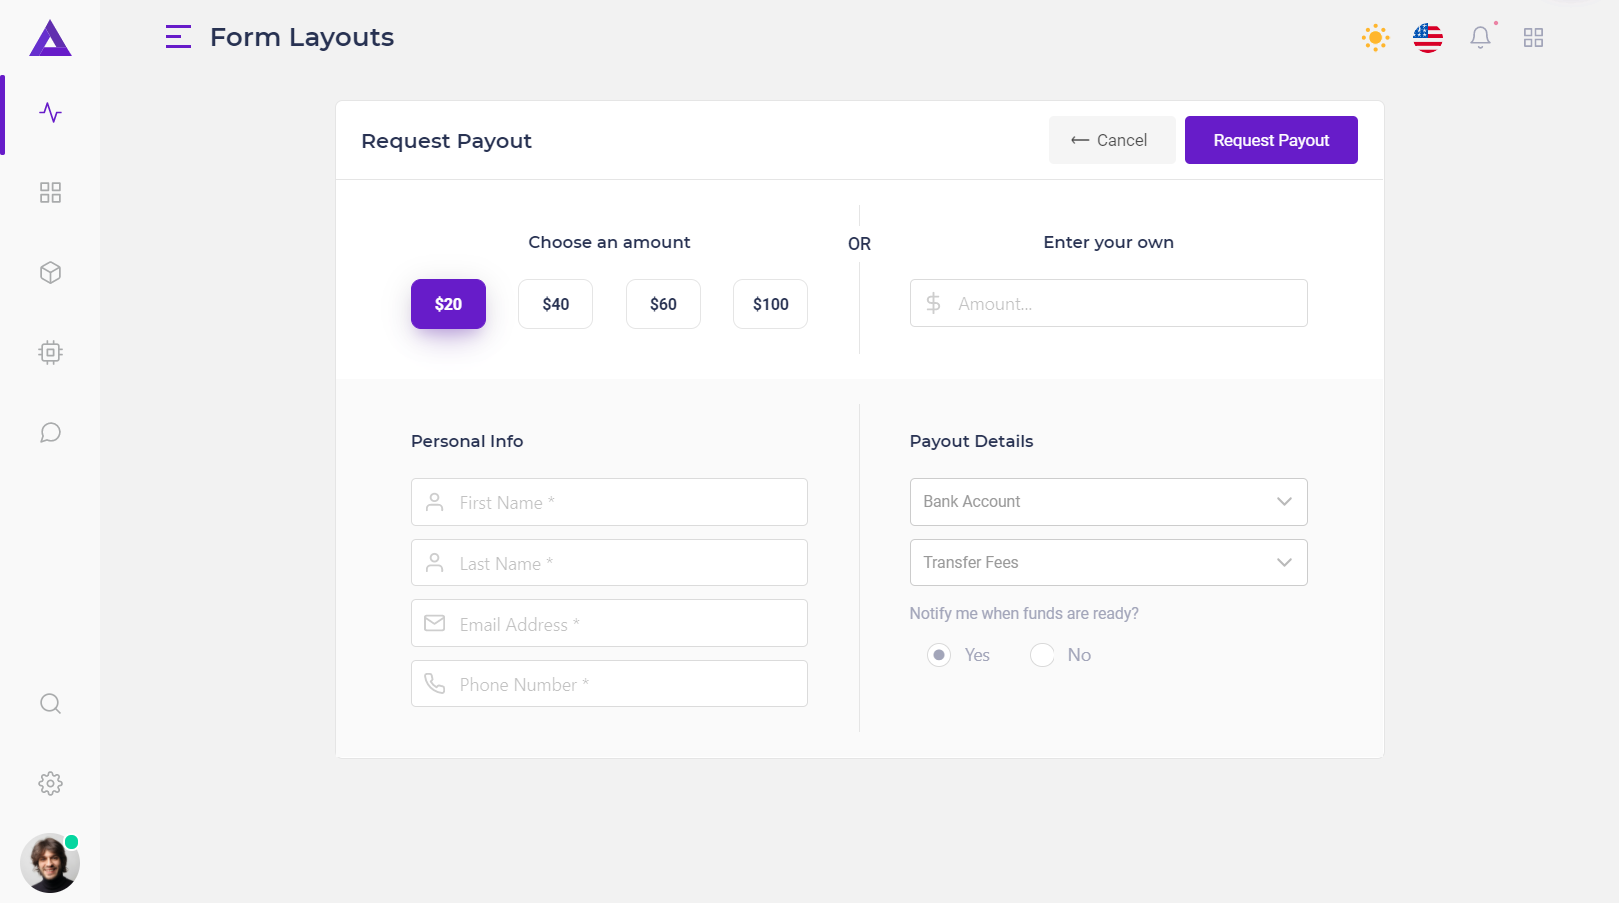 Form Layouts
Request Payout
Cancel
Request Payout
Choose an amount
OR
Enter your own
$20
$40
$60
$100
$ Amount...
Personal Info
Payout Details
First Name *
Bank Account
Last Name *
Transfer Fees
Email Address *
Notify me when funds are ready?
Phone Number *
Yes
No